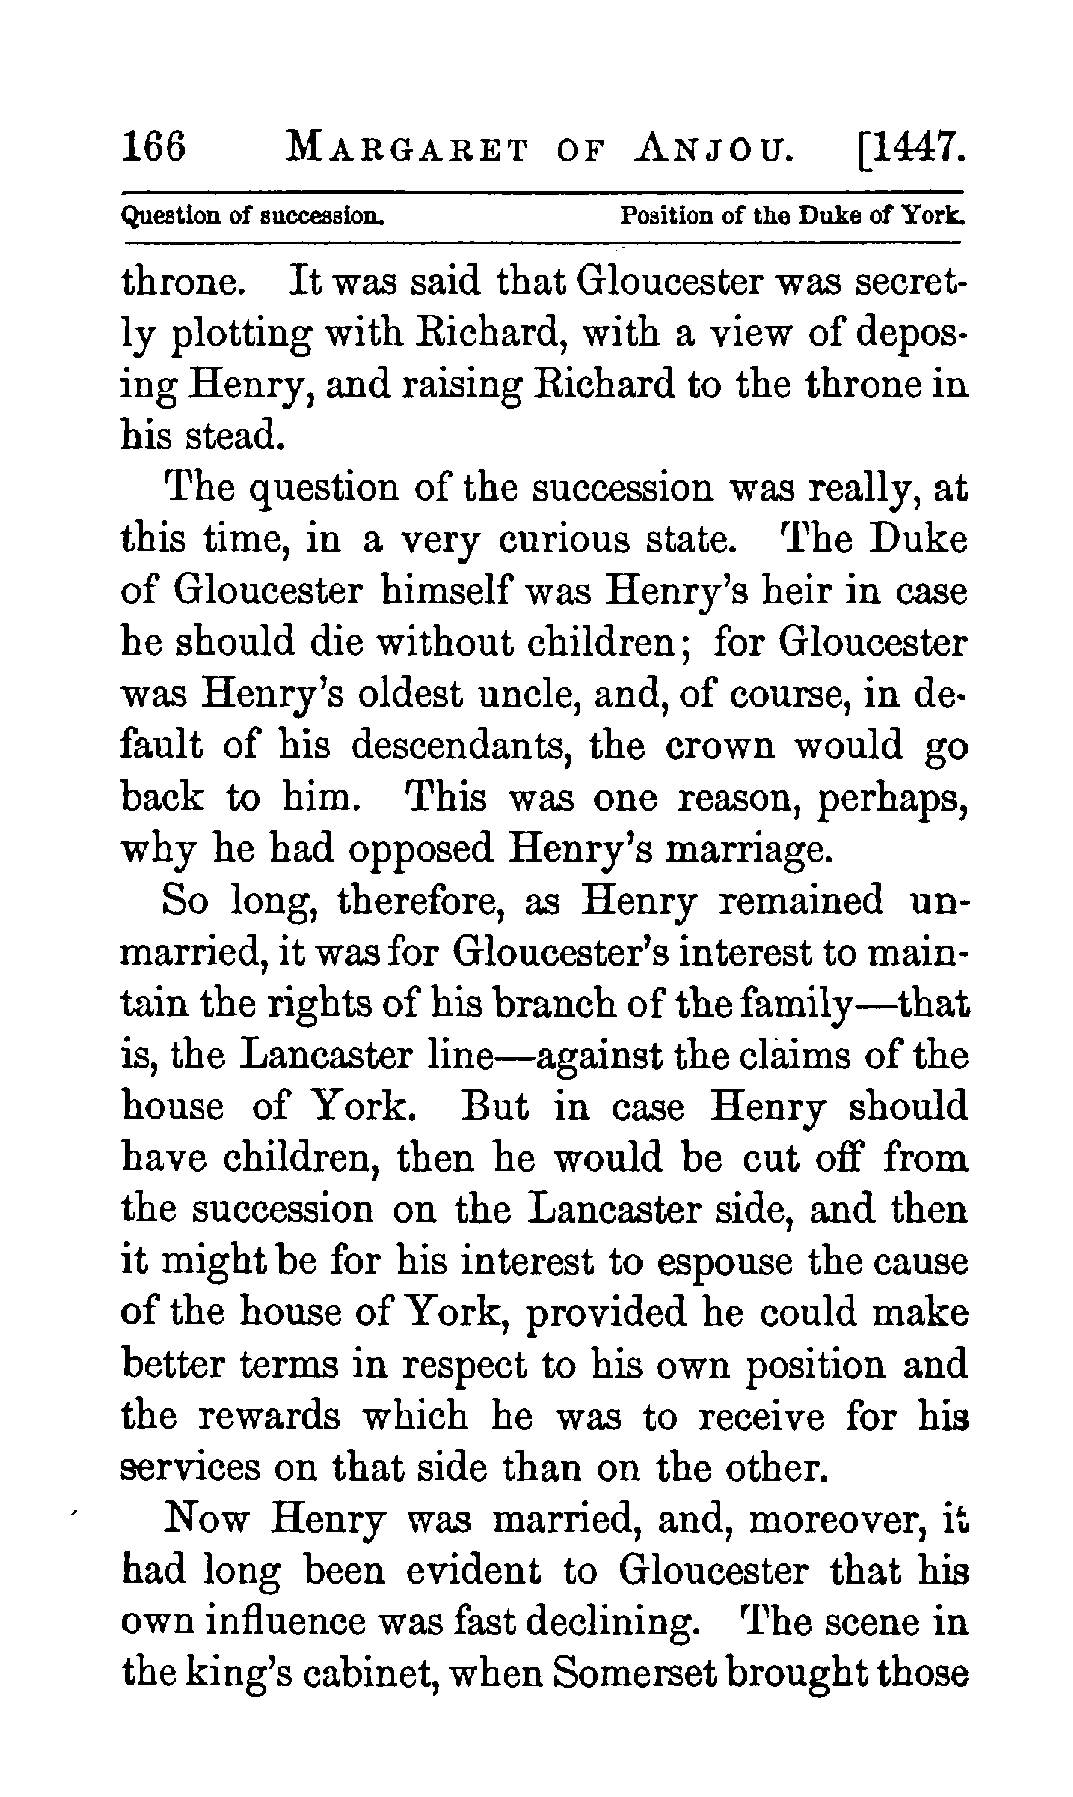 166 MARGARET OF ANJOU. [1447.
Question of succession. Position of the Duke of York.
throne. It was said that Gloucester was secret-
ly plotting with Richard, with a view of depos-
ing Henry, and raising Richard to the throne in
his stead.
The question of the succession was really, at
this time, in a very curious state. The Duke
of Gloucester himself was Henry's heir in case
he should die without children; for Gloucester
was Henry's oldest uncle, and, of course, in de-
fault of his descendants, the crown would go
back to him. This was one reason, perhaps,
why he had opposed Henry's marriage.
So long, therefore, as Henry remained un-
married, it was for Gloucester's interest to main-
tain the rights of his branch of the family—that
is, the Lancaster line—against the claims of the
house of York. But in case Henry should
have children, then he would be cut off from
the succession on the Lancaster side, and then
it might be for his interest to espouse the cause
of the house of York, provided he could make
better terms in respect to his own position and
the rewards which he was to receive for his
services on that side than on the other.
Now Henry was married, and, moreover, it
had long been evident to Gloucester that his
own influence was fast declining. The scene in
the king's cabinet, when Somerset brought those